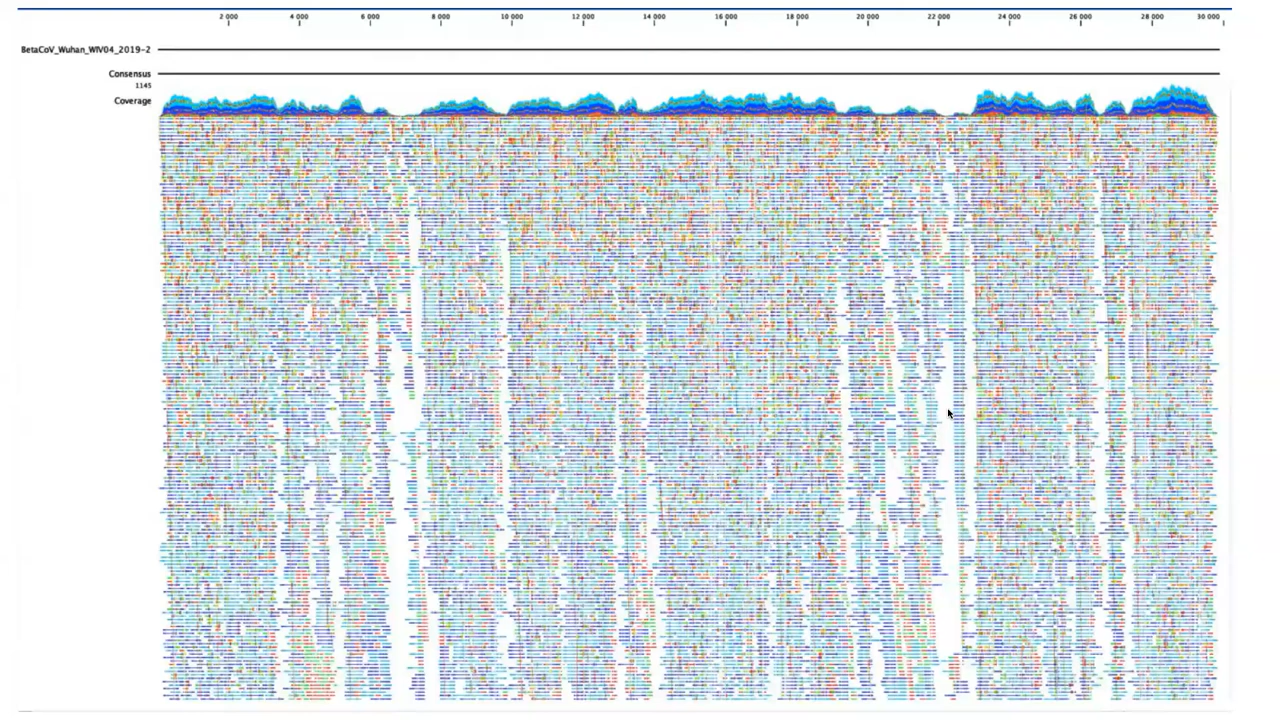 2 000 4 000 6 000 8 000 10 000 12 000 14 000 16 000 18 000 20 000 22 000 24 000 26 000 28 000 30 000
BetaCoV_Wuhan_WIV04_2019-2
Consensus
1145
Coverage